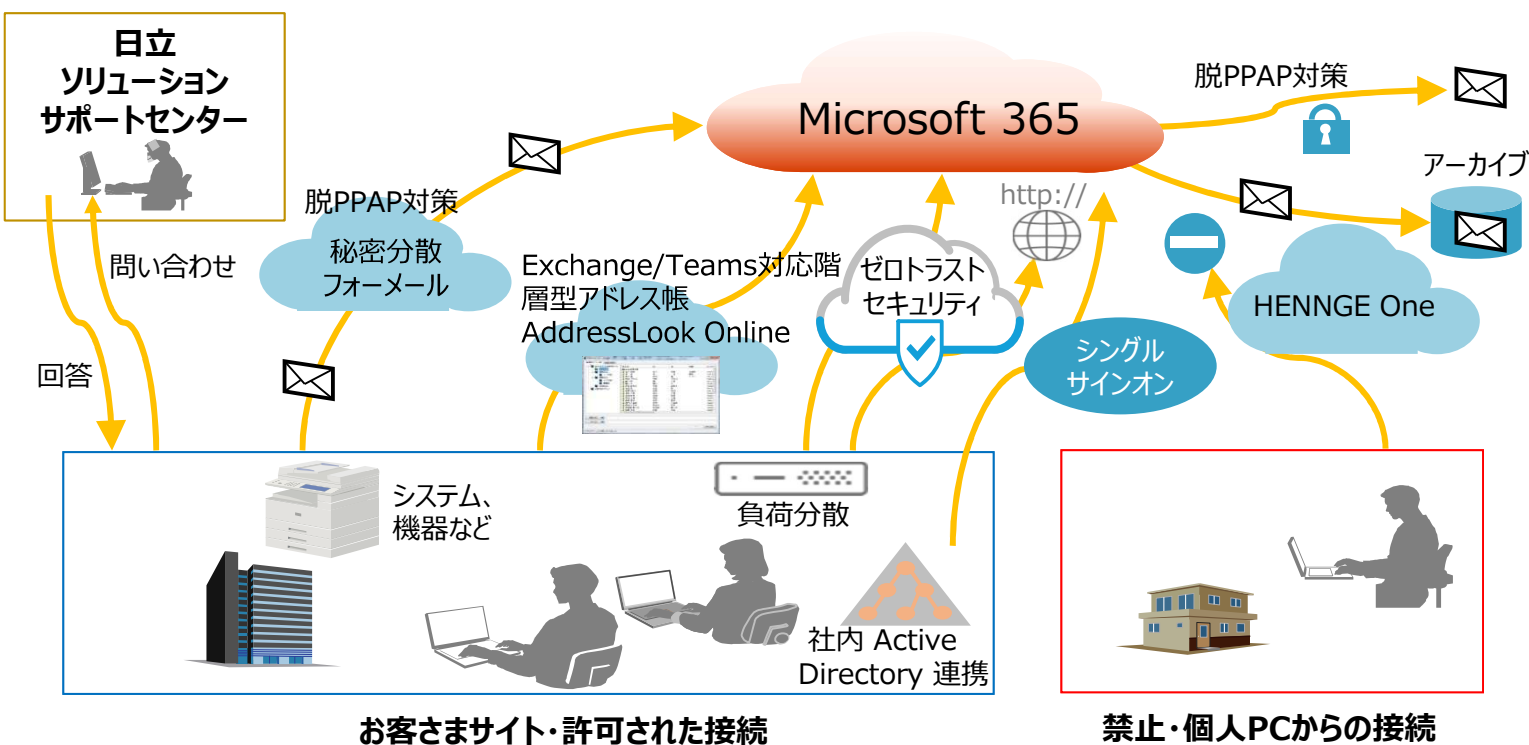 日立
ソリューション
サポートセンター
問い合わせ
回答
脱PPAP対策
秘密分散
フォーメール
Microsoft 365
Exchange/Teams対応階
層型アドレス帳
AddressLook Online
ゼロトラスト
セキュリティ
http://
シングル
サインオン
脱PPAP対策
アーカイブ
HENNGE One
システム、
機器など
負荷分散
社内 Active
Directory 連携
お客さまサイト・許可された接続
禁止・個人PCからの接続